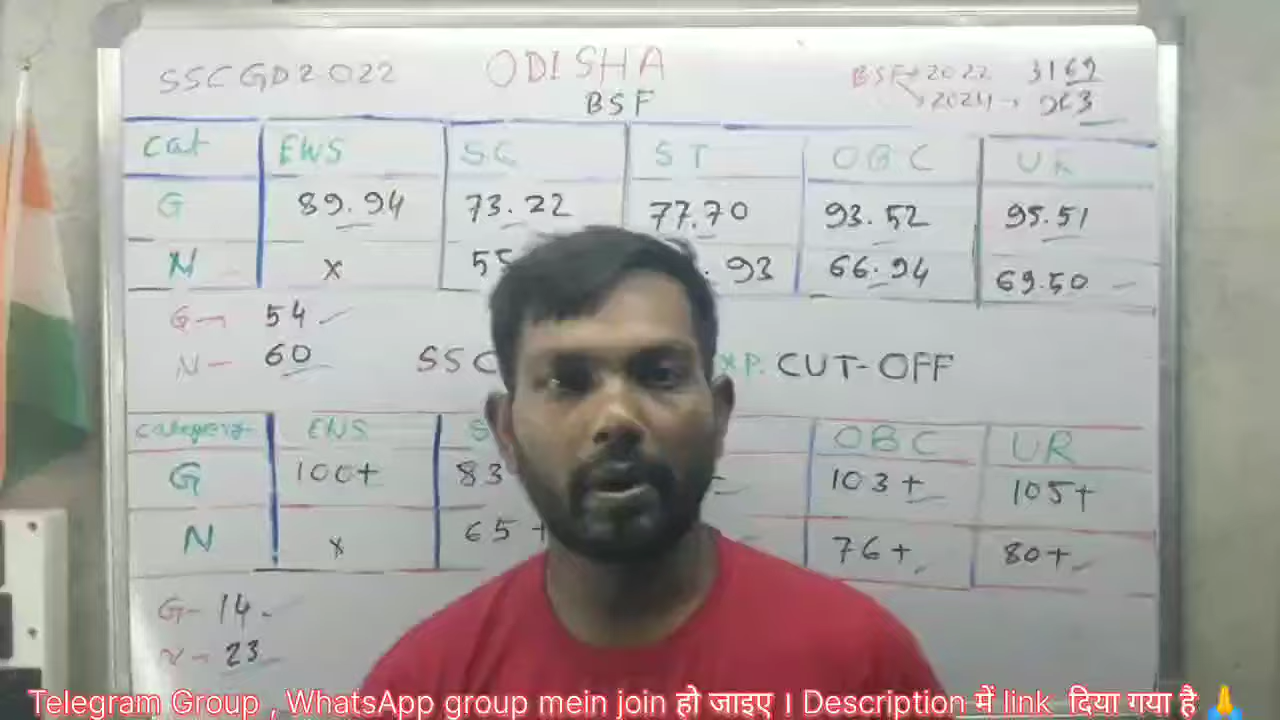 SSC GD 2022 ODISHA BSF → 2022 3169
BSF → 2024 →
Cat EWS SC ST OBC UR
G 89.94 73.22 77.70 93.52 95.51
N x 55 .93 66.94 69.50
G → 54
N - 60 SSC XP. CUT-OFF
Category EWS S OBC UR
G 100+ 83 103+ 105+
N x 65+ 76+ 80+
G - 14
N - 23
Telegram Group , WhatsApp group mein join हो जाइए । Description में link दिया गया है 🙏